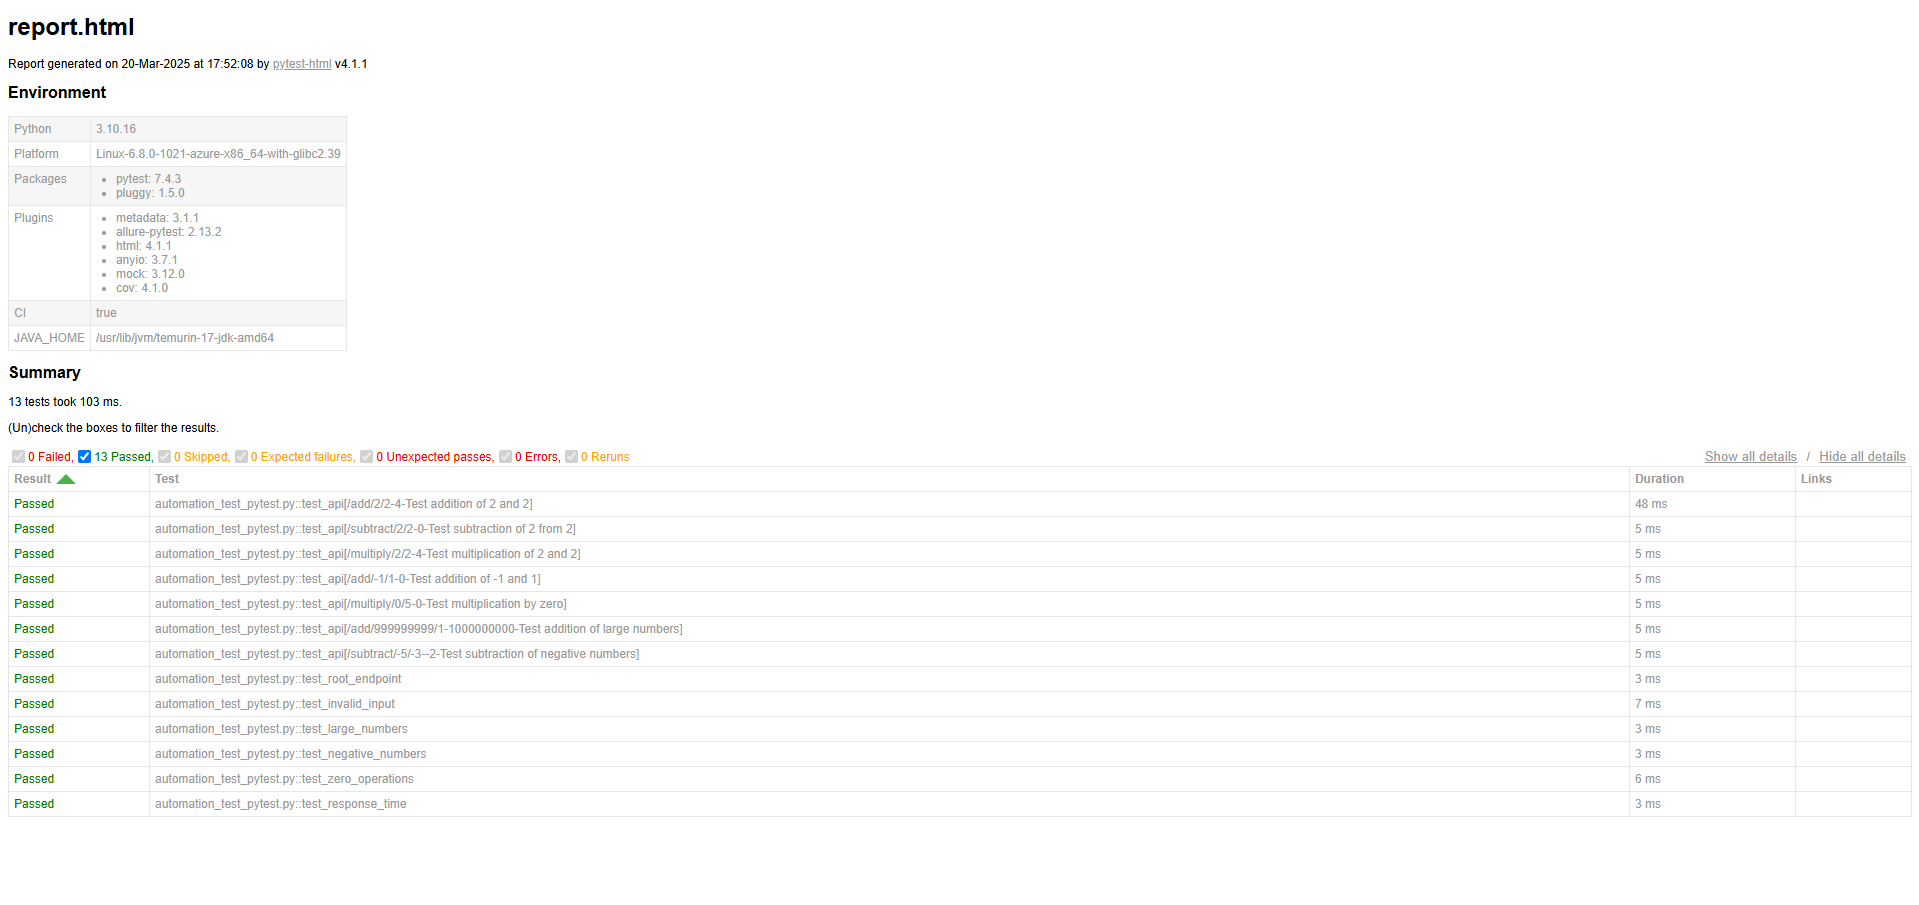 report.html
Report generated on 20-Mar-2025 at 17:52:08 by pytest-html v4.1.1
Environment
Python 3.10.16
Platform Linux-6.8.0-1021-azure-x86_64-with-glibc2.39
Packages
pytest: 7.4.3
pluggy: 1.5.0
Plugins
metadata: 3.1.1
allure-pytest: 2.13.2
html: 4.1.1
anyio: 3.7.1
mock: 3.12.0
cov: 4.1.0
CI true
JAVA_HOME /usr/lib/jvm/temurin-17-jdk-amd64
Summary
13 tests took 103 ms.
(Un)check the boxes to filter the results.
0 Failed, 13 Passed, 0 Skipped, 0 Expected failures, 0 Unexpected passes, 0 Errors, 0 Reruns Show all details / Hide all details
Result Test Duration Links
Passed automation_test_pytest.py::test_api[/add/2/2-4-Test addition of 2 and 2] 48 ms
Passed automation_test_pytest.py::test_api[/subtract/2/2-0-Test subtraction of 2 from 2] 5 ms
Passed automation_test_pytest.py::test_api[/multiply/2/2-4-Test multiplication of 2 and 2] 5 ms
Passed automation_test_pytest.py::test_api[/add/-1/1-0-Test addition of -1 and 1] 5 ms
Passed automation_test_pytest.py::test_api[/multiply/0/5-0-Test multiplication by zero] 5 ms
Passed automation_test_pytest.py::test_api[/add/999999999/1-1000000000-Test addition of large numbers] 5 ms
Passed automation_test_pytest.py::test_api[/subtract/-5/-3--2-Test subtraction of negative numbers] 5 ms
Passed automation_test_pytest.py::test_root_endpoint 3 ms
Passed automation_test_pytest.py::test_invalid_input 7 ms
Passed automation_test_pytest.py::test_large_numbers 3 ms
Passed automation_test_pytest.py::test_negative_numbers 3 ms
Passed automation_test_pytest.py::test_zero_operations 6 ms
Passed automation_test_pytest.py::test_response_time 3 ms